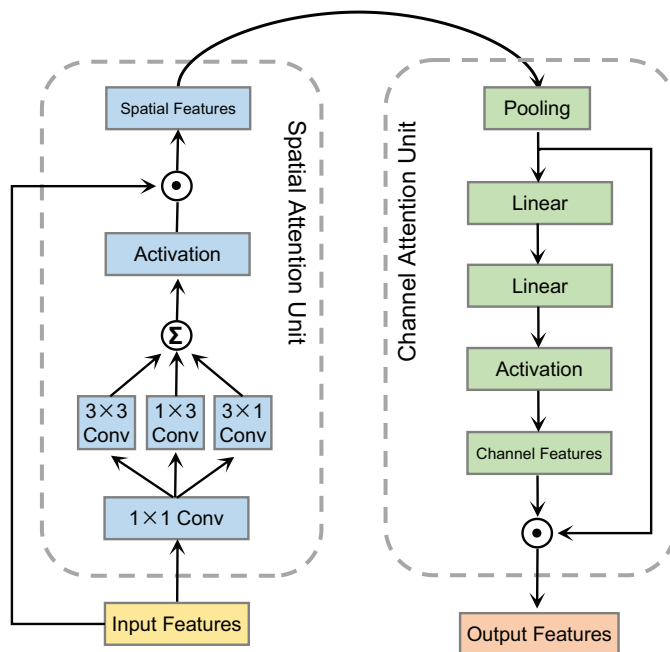 Spatial Features
Activation
Σ
3×3
Conv
1×3
Conv
3×1
Conv
1×1 Conv
Input Features
Spatial Attention Unit
Pooling
Linear
Linear
Activation
Channel Features
Output Features
Channel Attention Unit